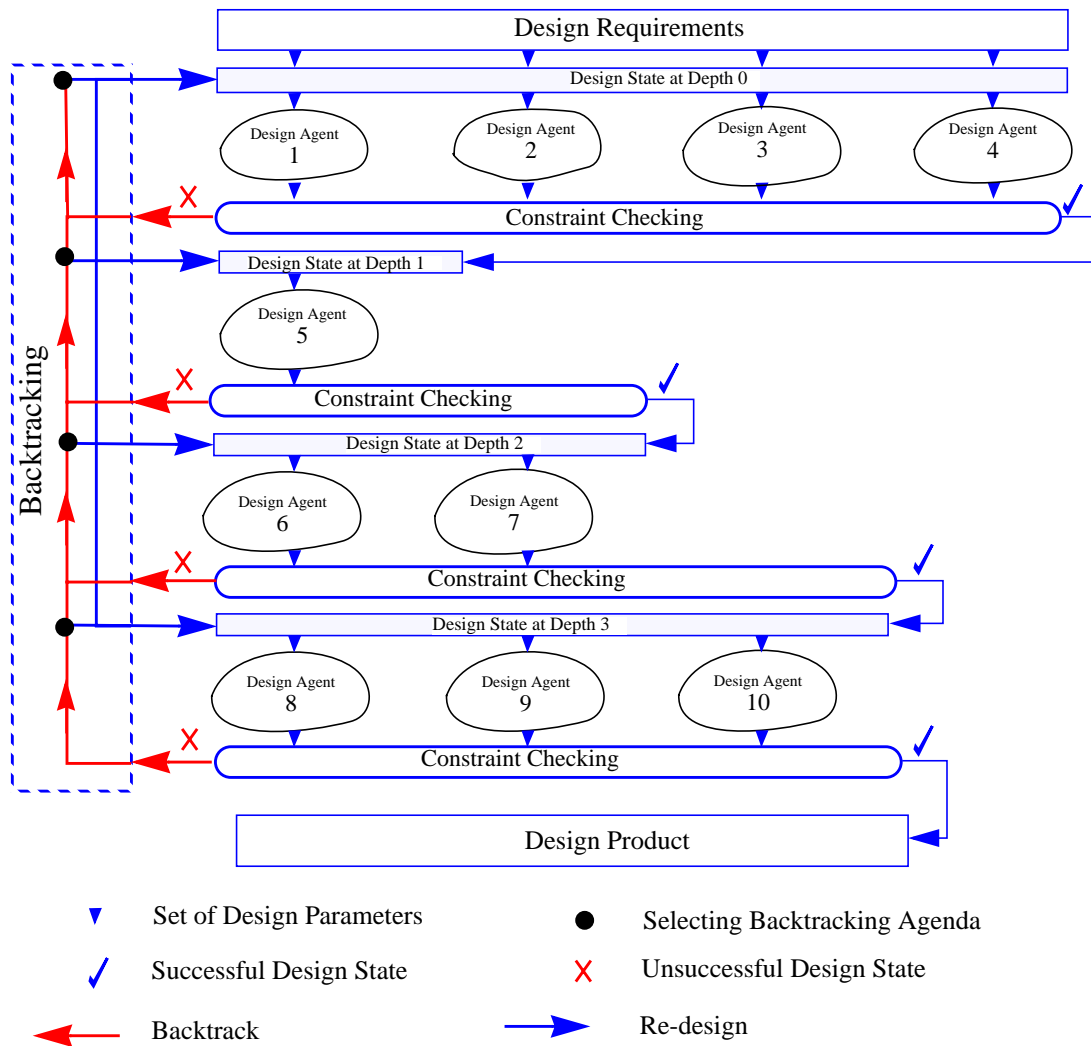 Design Requirements
Design State at Depth 0
Design Agent
1
Design Agent
2
Design Agent
3
Design Agent
4
Constraint Checking
Design State at Depth 1
Design Agent
5
Constraint Checking
Design State at Depth 2
Design Agent
6
Design Agent
7
Constraint Checking
Design State at Depth 3
Design Agent
8
Design Agent
9
Design Agent
10
Constraint Checking
Design Product
Backtracking
Set of Design Parameters
Selecting Backtracking Agenda
Successful Design State
Unsuccessful Design State
Backtrack
Re-design